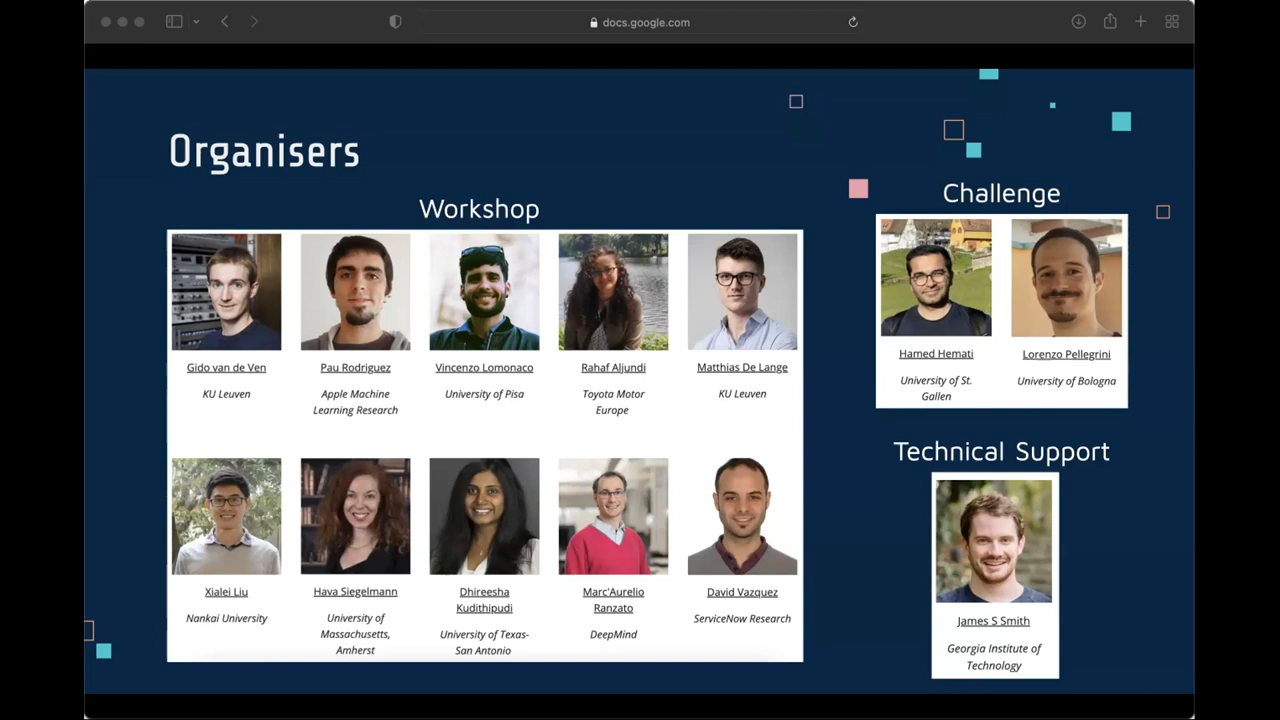 docs.google.com
Organisers
Workshop
Gido van de Ven
KU Leuven
Pau Rodriguez
Apple Machine
Learning Research
Vincenzo Lomonaco
University of Pisa
Rahaf Aljundi
Toyota Motor
Europe
Matthias De Lange
KU Leuven
Xialei Liu
Nankai University
Hava Siegelmann
University of
Massachusetts,
Amherst
Dhireesha
Kudithipudi
University of Texas-
San Antonio
Marc'Aurelio
Ranzato
DeepMind
David Vazquez
ServiceNow Research
Challenge
Hamed Hemati
University of St.
Gallen
Lorenzo Pellegrini
University of Bologna
Technical Support
James S Smith
Georgia Institute of
Technology